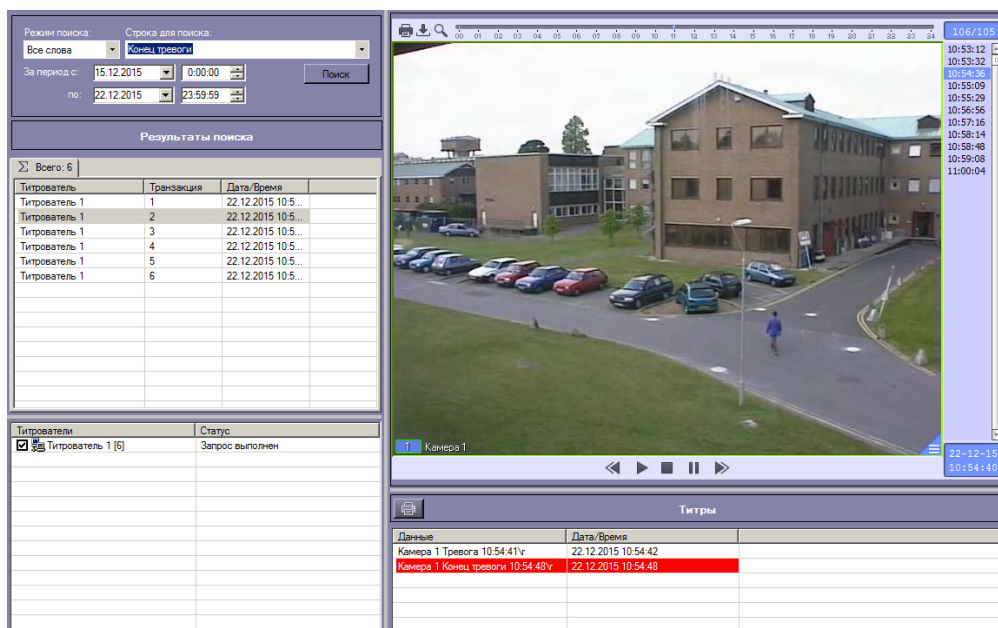 Режим поиска: Строка для поиска:
Все слова Конец тревоги
За период с: 15.12.2015 0:00:00 Поиск
по: 22.12.2015 23:59:59
Результаты поиска
Σ Всего: 6
Титрователь Транзакция Дата/Время
Титрователь 1 1 22.12.2015 10:5...
Титрователь 1 2 22.12.2015 10:5...
Титрователь 1 3 22.12.2015 10:5...
Титрователь 1 4 22.12.2015 10:5...
Титрователь 1 5 22.12.2015 10:5...
Титрователь 1 6 22.12.2015 10:5...
Титрователи Статус
Титрователь 1 [6] Запрос выполнен
00 01 02 03 04 05 06 07 08 09 10 11 12 13 14 15 16 17 18 19 20 21 22 23 24
106/105
10:53:12
10:53:32
10:54:36
10:55:09
10:55:29
10:56:56
10:57:16
10:58:14
10:58:48
10:59:08
11:00:04
1 Камера 1
22-12-15
10:54:40
Титры
Данные Дата/Время
Камера 1 Тревога 10:54:41\r 22.12.2015 10:54:42
Камера 1 Конец тревоги 10:54:48\r 22.12.2015 10:54:48